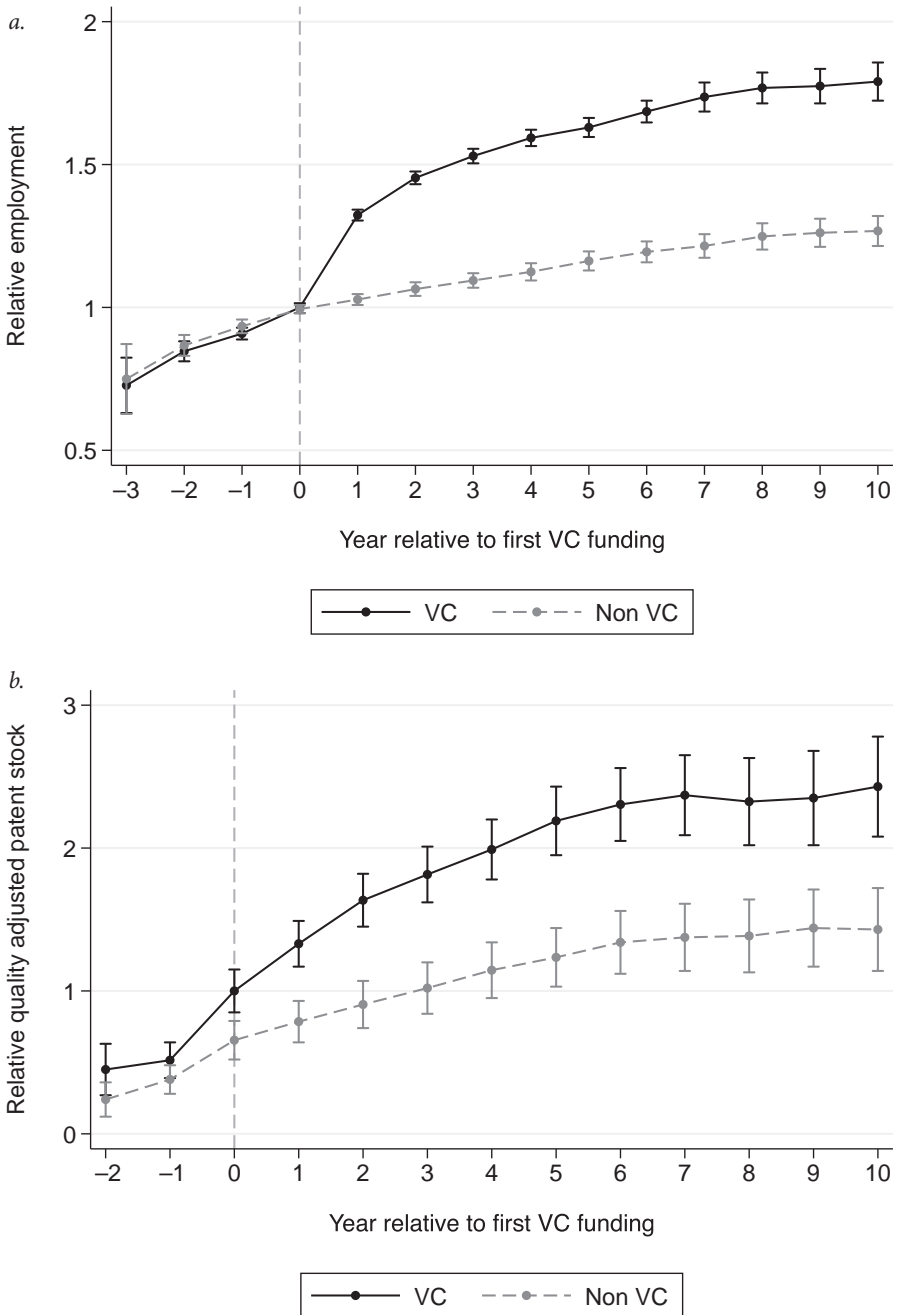 a.
2
1.5
1
0.5
Relative employment
–3 –2 –1 0 1 2 3 4 5 6 7 8 9 10
Year relative to first VC funding
VC Non VC
b.
3
2
1
0
Relative quality adjusted patent stock
–2 –1 0 1 2 3 4 5 6 7 8 9 10
Year relative to first VC funding
VC Non VC